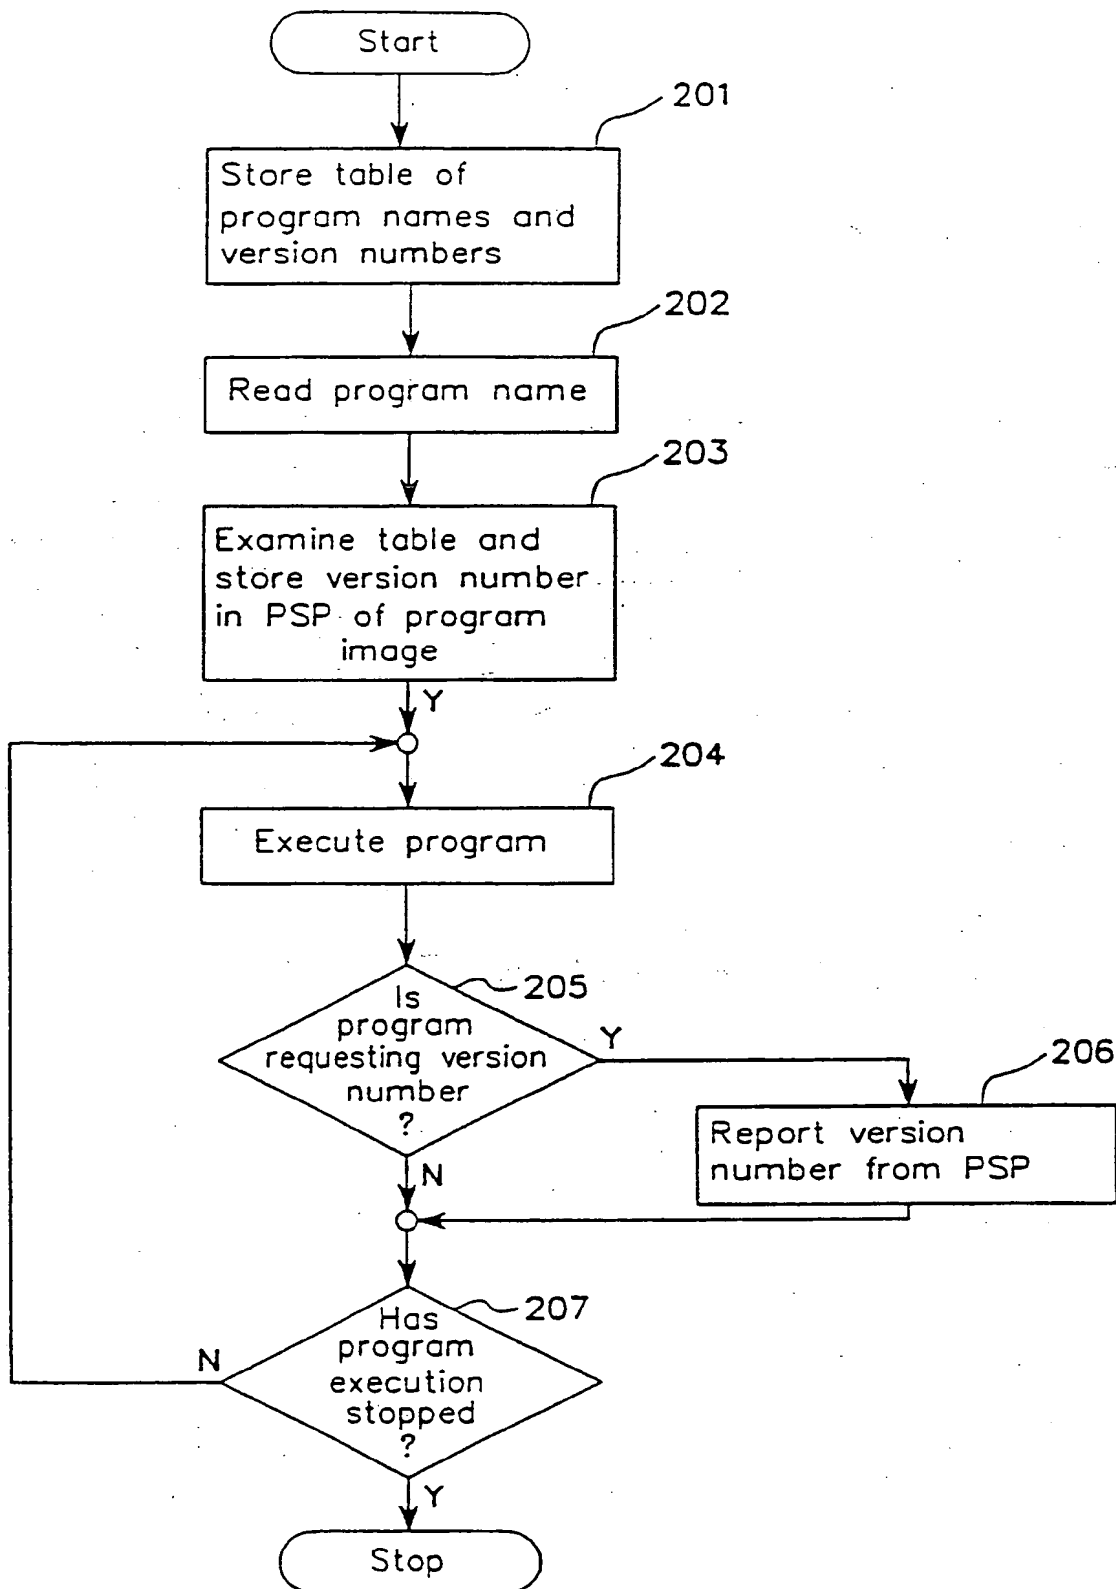 Start
201
Store table of
program names and
version numbers
202
Read program name
203
Examine table and
store version number
in PSP of program
image
Y
204
Execute program
205
Is
program
requesting version
number
?
Y
206
Report version
number from PSP
N
207
Has
program
execution
stopped
?
N
Y
Stop